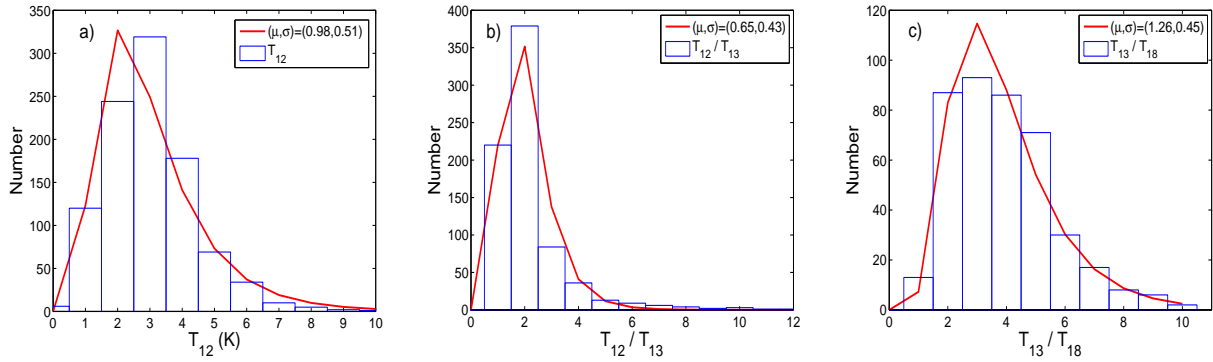 a)
(μ,σ)=(0.98,0.51)
T12
Number
350
300
250
200
150
100
50
0
0 1 2 3 4 5 6 7 8 9 10
T12 (K)
b)
(μ,σ)=(0.65,0.43)
T12 / T13
Number
400
350
300
250
200
150
100
50
0
0 2 4 6 8 10 12
T12 / T13
c)
(μ,σ)=(1.26,0.45)
T13 / T18
Number
120
100
80
60
40
20
0
0 2 4 6 8 10
T13 / T18